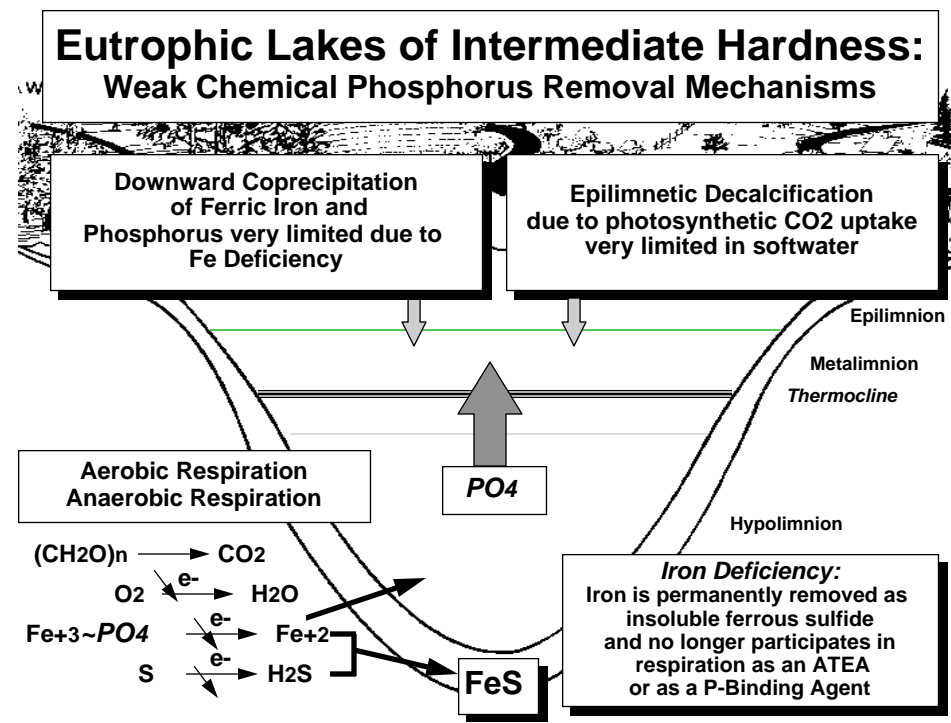 Eutrophic Lakes of Intermediate Hardness:
Weak Chemical Phosphorus Removal Mechanisms
Downward Coprecipitation
of Ferric Iron and
Phosphorus very limited due to
Fe Deficiency
Epilimnetic Decalcification
due to photosynthetic CO2 uptake
very limited in softwater
Epilimnion
Metalimnion
Thermocline
PO4
Hypolimnion
Aerobic Respiration
Anaerobic Respiration
(CH2O)n CO2
O2 e- H2O
Fe+3~PO4 e- Fe+2
S e- H2S
FeS
Iron Deficiency:
Iron is permanently removed as
insoluble ferrous sulfide
and no longer participates in
respiration as an ATEA
or as a P-Binding Agent